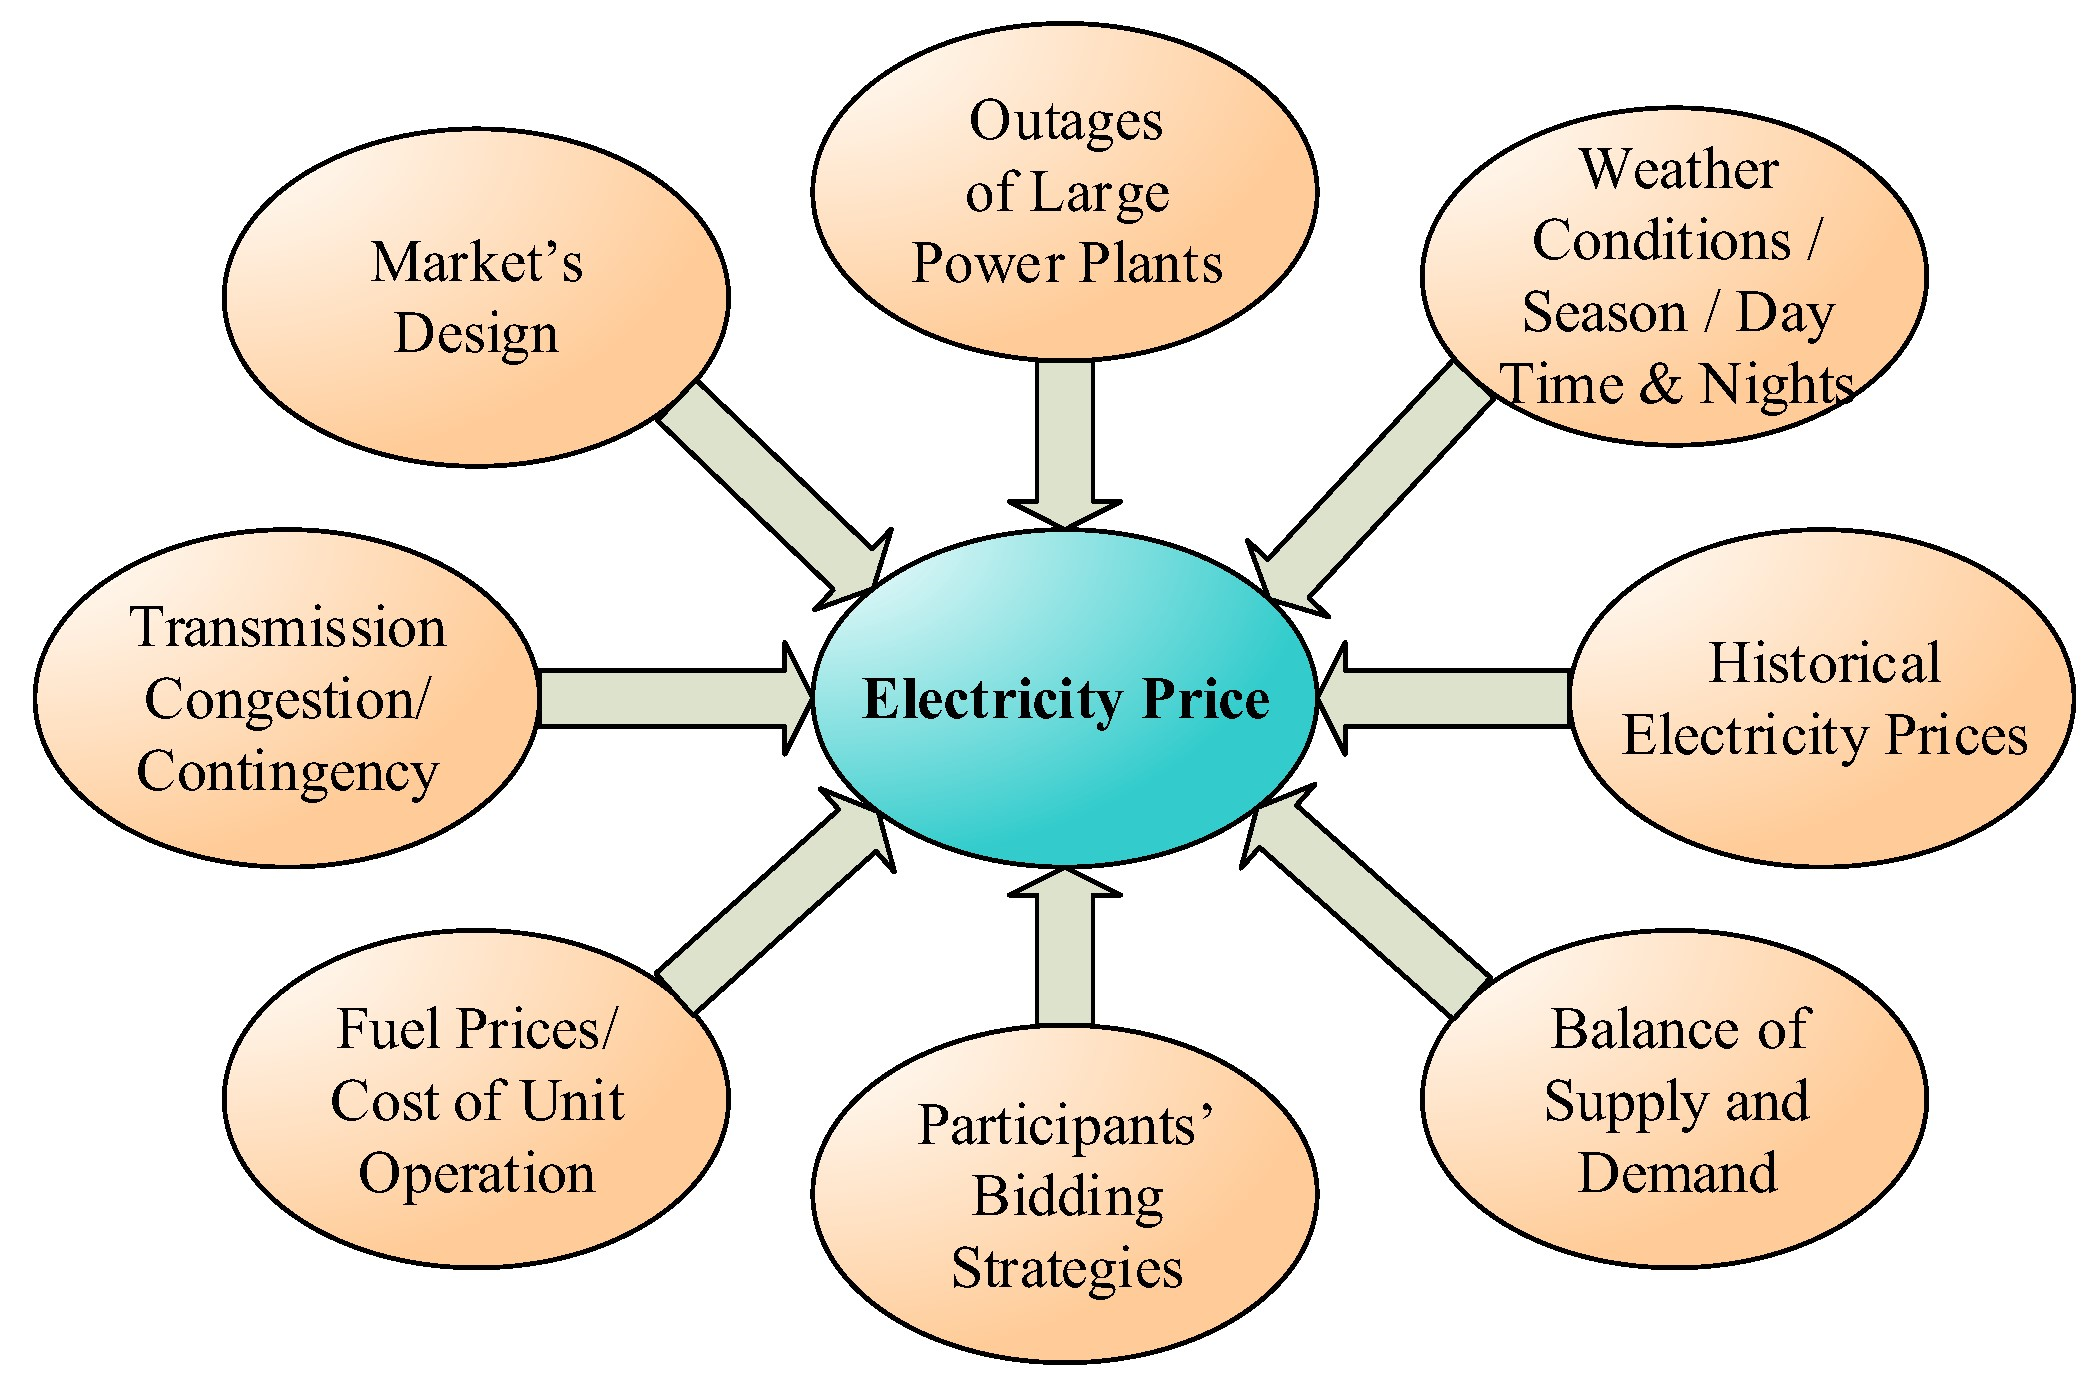 Outages
of Large
Power Plants
Weather
Conditions /
Season / Day
Time & Nights
Market’s
Design
Transmission
Congestion/
Contingency
Electricity Price
Historical
Electricity Prices
Fuel Prices/
Cost of Unit
Operation
Participants’
Bidding
Strategies
Balance of
Supply and
Demand